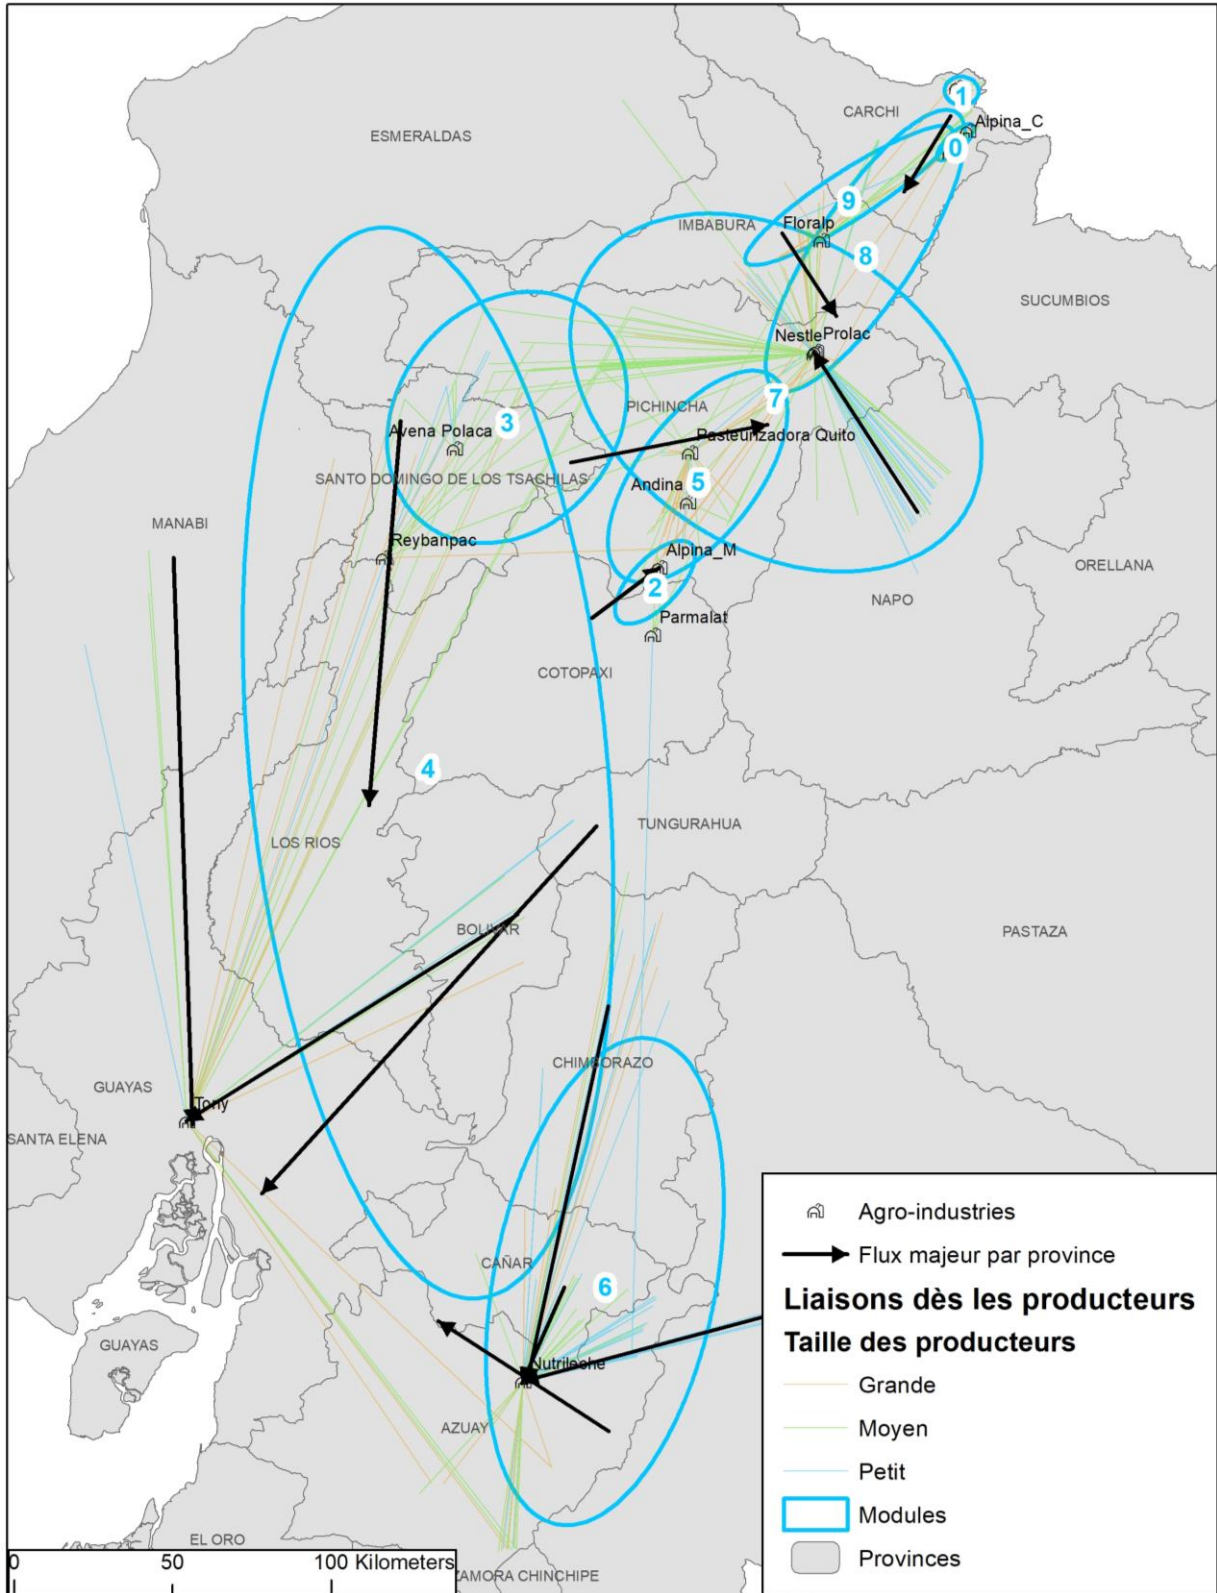 1
CARCHI
Alpina_C
ESMERALDAS
0
9
IMBABURA
Floralp
8
SUCUMBIOS
Nestle Prolac
7
PICHINCHA
3
Avena Polaca
Pasteurizadora Quito
SANTO DOMINGO DE LOS TSACHILAS
Andina
5
MANABI
Reybanpac
Alpina_M
ORELLANA
2
NAPO
Parmalat
COTOPAXI
4
TUNGURAHUA
LOS RIOS
BOLIVAR
PASTAZA
CHIMBORAZO
GUAYAS
Tony
SANTA ELENA
CAÑAR
6
GUAYAS
Nutrileche
AZUAY
EL ORO
ZAMORA CHINCHIPE
0 50 100 Kilometers
Agro-industries
Flux majeur par province
Liaisons dès les producteurs
Taille des producteurs
Grande
Moyen
Petit
Modules
Provinces